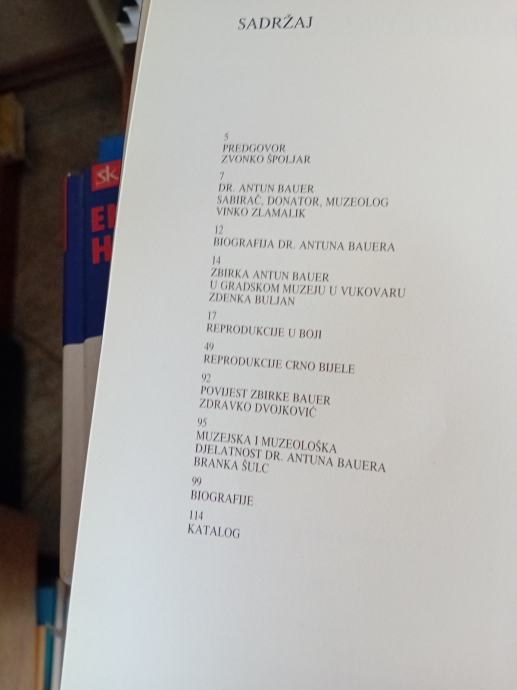 SADRŽAJ
5
PREDGOVOR
ZVONKO ŠPOLJAR
7
DR. ANTUN BAUER
SABIRAČ, DONATOR, MUZEOLOG
VINKO ZLAMALIK
12
BIOGRAFIJA DR. ANTUNA BAUERA
14
ZBIRKA ANTUN BAUER
U GRADSKOM MUZEJU U VUKOVARU
ZDENKA BULJAN
17
REPRODUKCIJE U BOJI
49
REPRODUKCIJE CRNO BIJELE
92
POVIJEST ZBIRKE BAUER
ZDRAVKO DVOJKOVIĆ
95
MUZEJSKA I MUZEOLOŠKA
DJELATNOST DR. ANTUNA BAUERA
BRANKA ŠULC
99
BIOGRAFIJE
114
KATALOG
sk